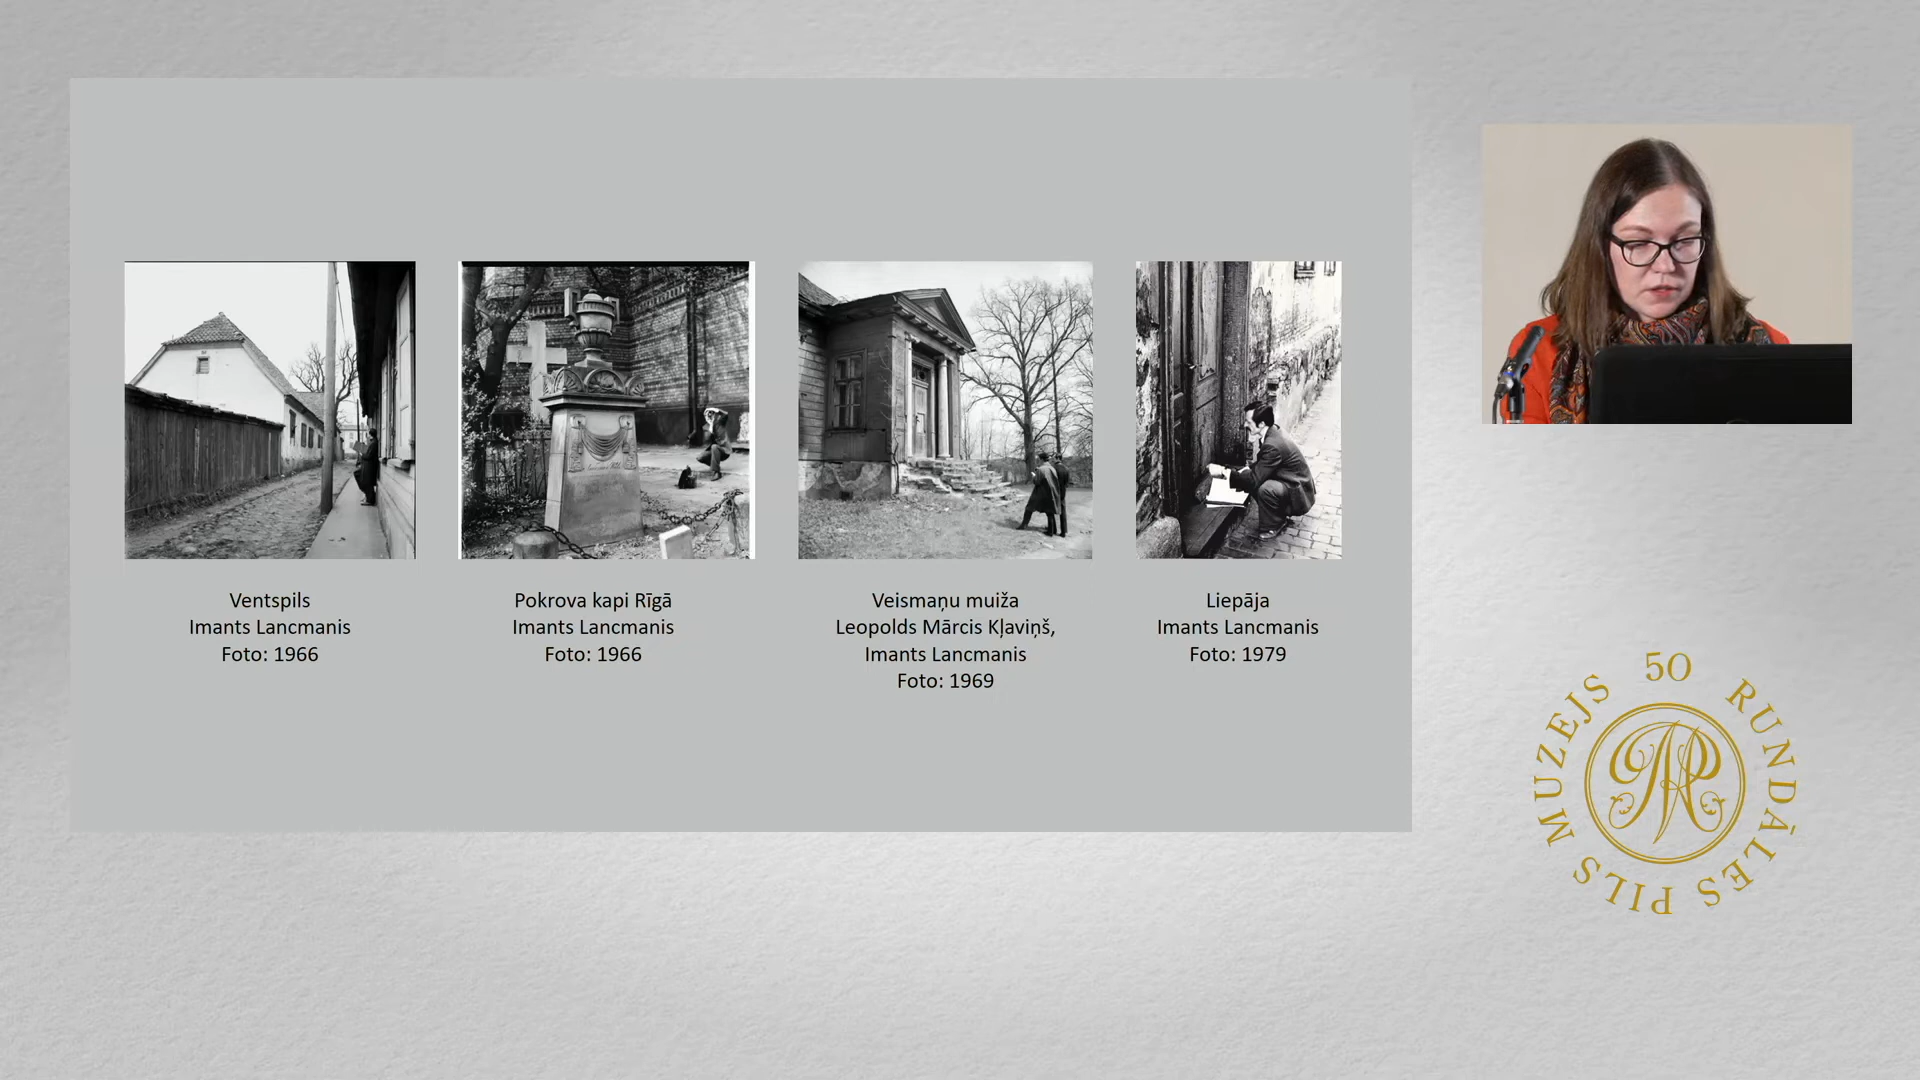 Ventspils
Imants Lancmanis
Foto: 1966
Pokrova kapi Rīgā
Imants Lancmanis
Foto: 1966
Veismaņu muiža
Leopolds Mārcis Kļaviņš,
Imants Lancmanis
Foto: 1969
Liepāja
Imants Lancmanis
Foto: 1979
50 RUNDĀLES PILS MUZEJS